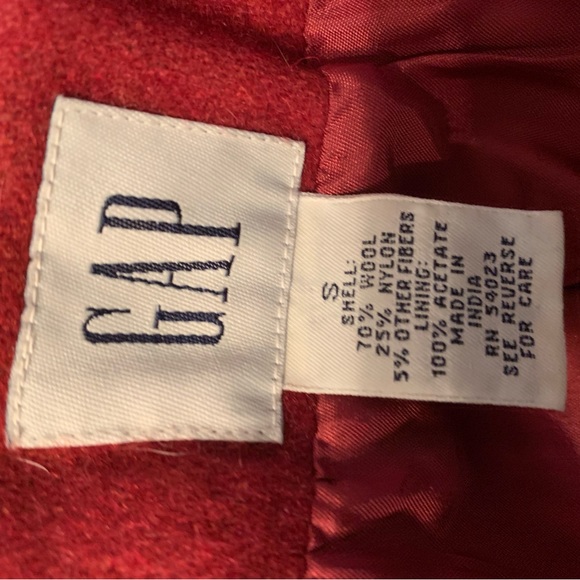 GAP
S
SHELL:
70% WOOL
25% NYLON
5% OTHER FIBERS
LINING:
100% ACETATE
MADE IN
INDIA
RN 54023
SEE REVERSE
FOR CARE